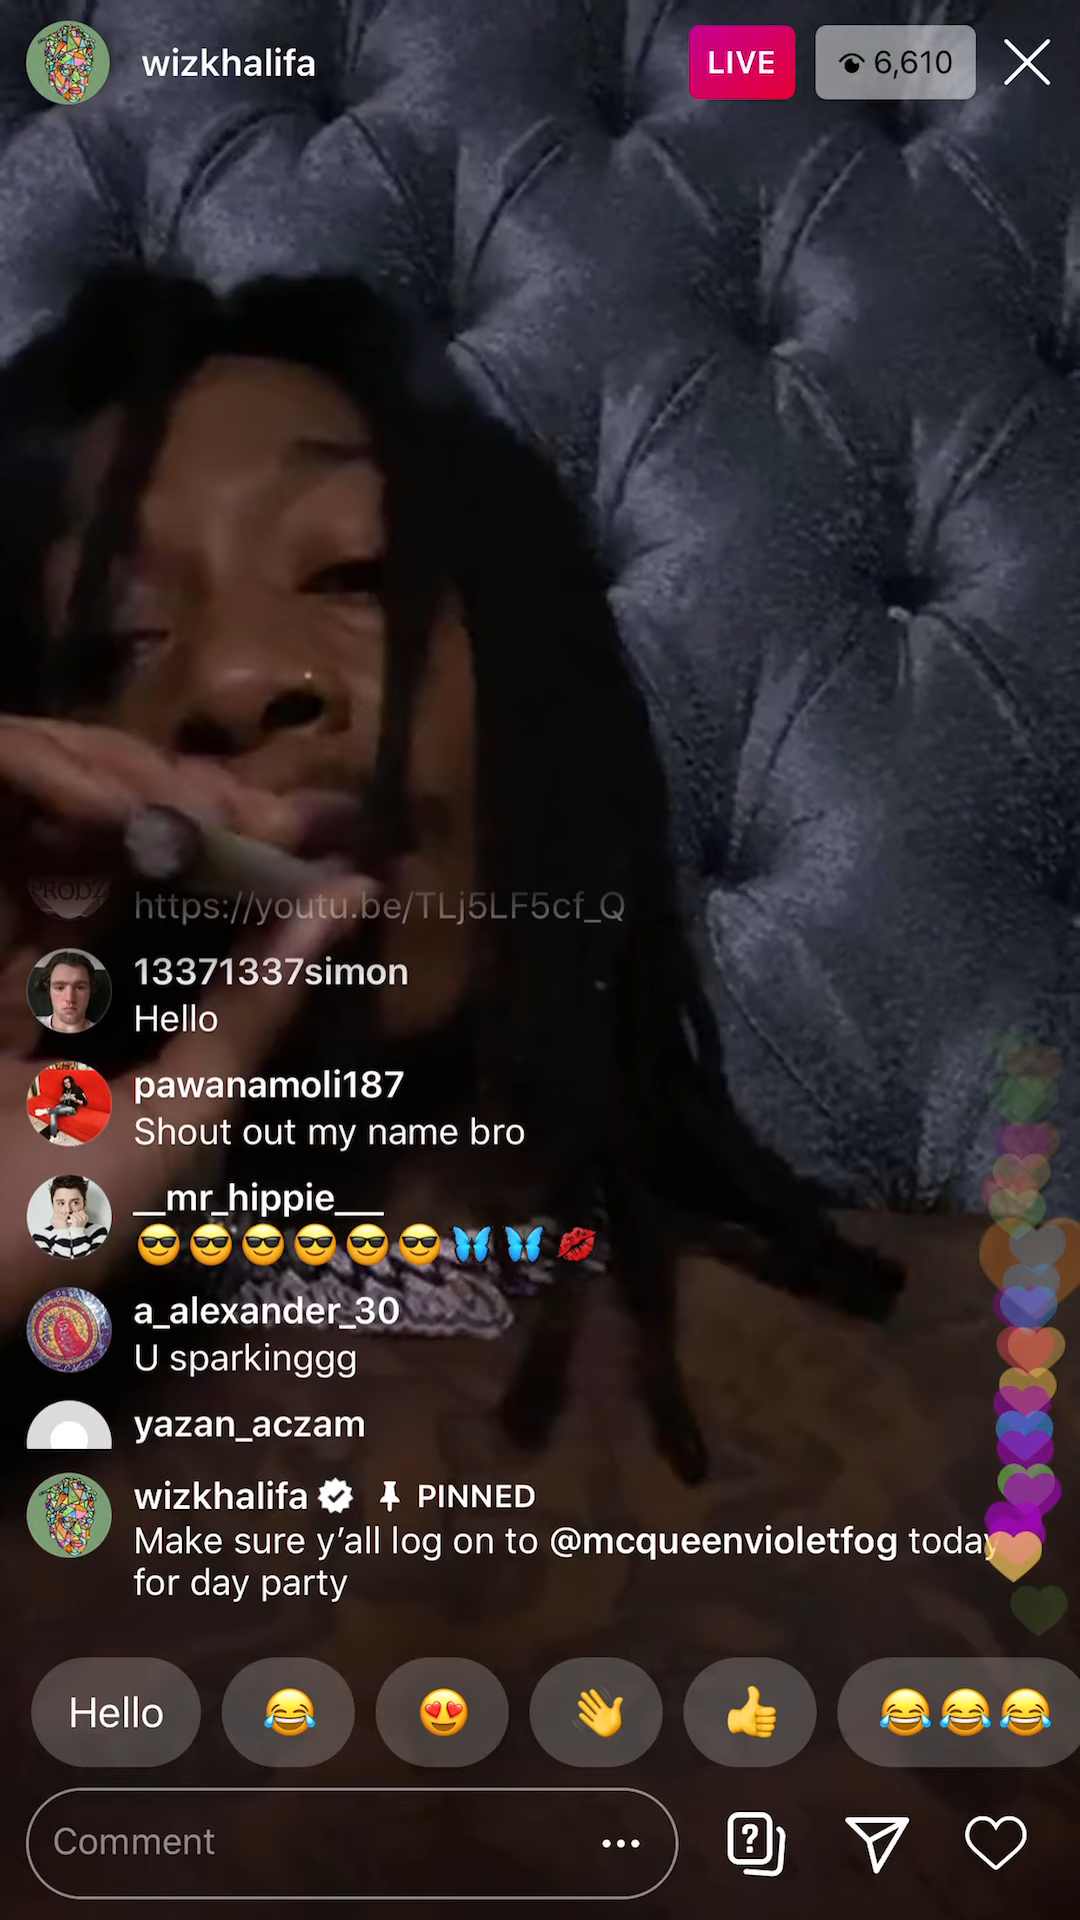 wizkhalifa
LIVE
6,610
PRODZ
https://youtu.be/TLj5LF5cf_Q
13371337simon
Hello
pawanamoli187
Shout out my name bro
__mr_hippie__
😎😎😎😎😎😎🦋🦋💋
a_alexander_30
U sparkinggg
yazan_aczam
wizkhalifa PINNED
Make sure y’all log on to @mcqueenvioletfog today
for day party
Hello 😂 😍 👋 👍 😂😂😂
Comment ...